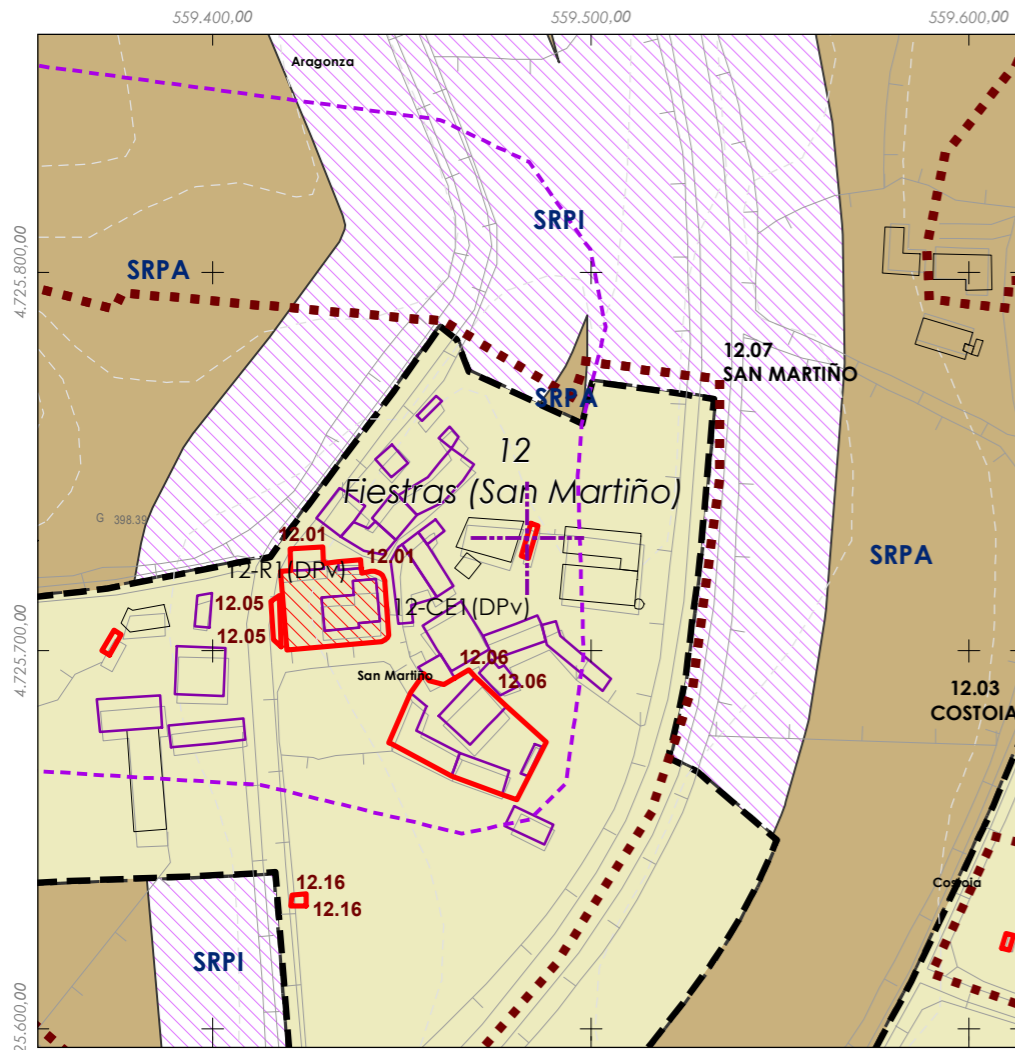 559.400,00
559.500,00
559.600,00
Aragonza
SRPI
SRPA
4.725.800,00
12.07
SAN MARTIÑO
SRPA
12
Fiestras (San Martiño)
G 398.39
12.01
12.01
SRPA
12-R1(DPv)
12.05
12-CE1(DPv)
12.05
4.725.700,00
12.06
San Martiño
12.06
12.03
COSTOIA
12.16
Costoia
12.16
SRPI
25.600,00